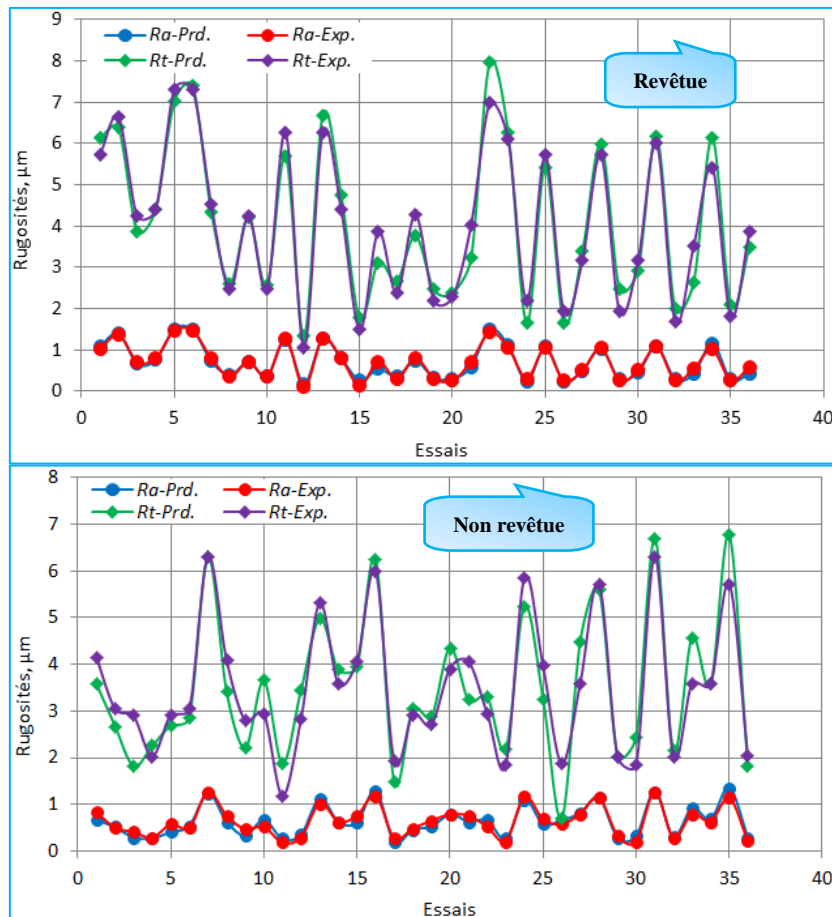 Ra-Prd. Ra-Exp.
Rt-Prd. Rt-Exp.
Revêtue
Rugosités, µm
9
8
7
6
5
4
3
2
1
0
0 5 10 15 20 25 30 35 40
Essais
Ra-Prd. Ra-Exp.
Rt-Prd. Rt-Exp.
Non revêtue
Rugosités, µm
8
7
6
5
4
3
2
1
0
0 5 10 15 20 25 30 35 40
Essais